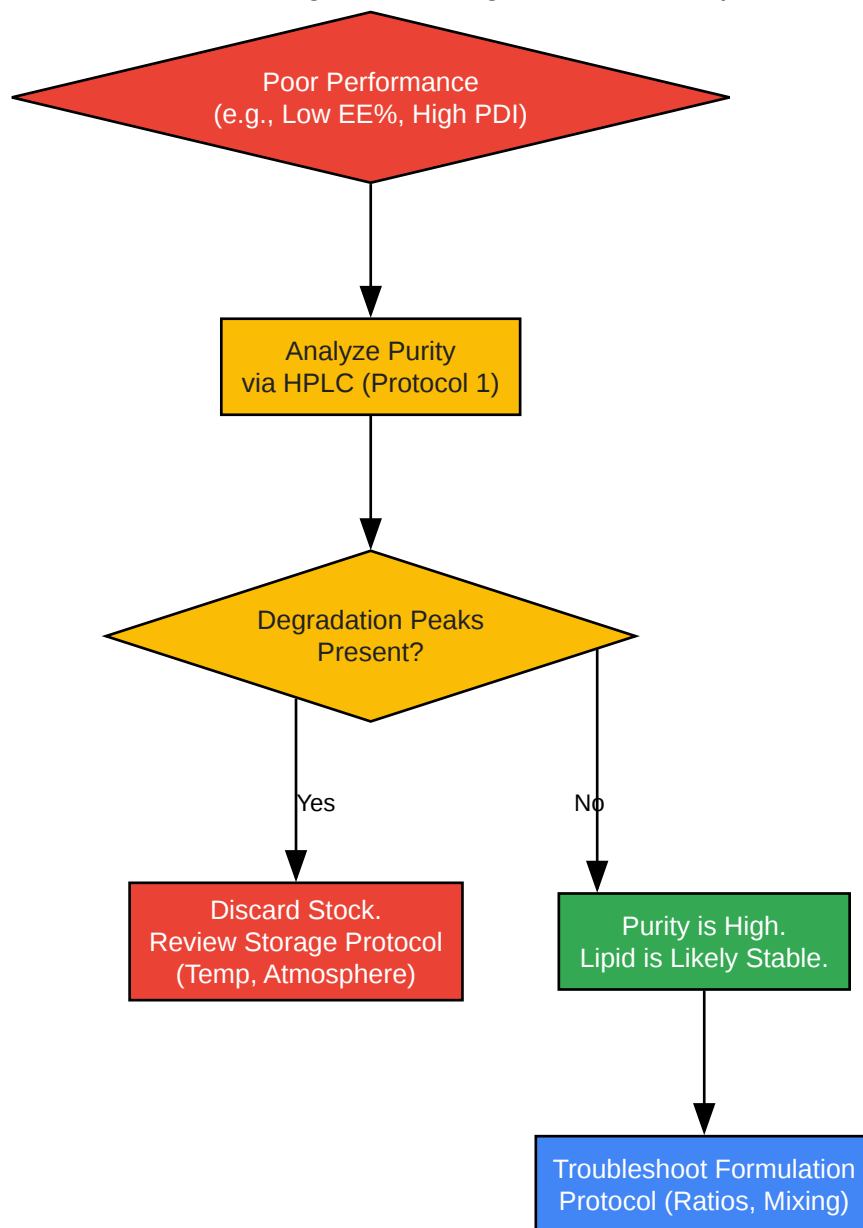 Poor Performance
(e.g., Low EE%, High PDI)
Analyze Purity
via HPLC (Protocol 1)
Degradation Peaks
Present?
Yes
No
Discard Stock.
Review Storage Protocol
(Temp, Atmosphere)
Purity is High.
Lipid is Likely Stable.
Troubleshoot Formulation
Protocol (Ratios, Mixing)